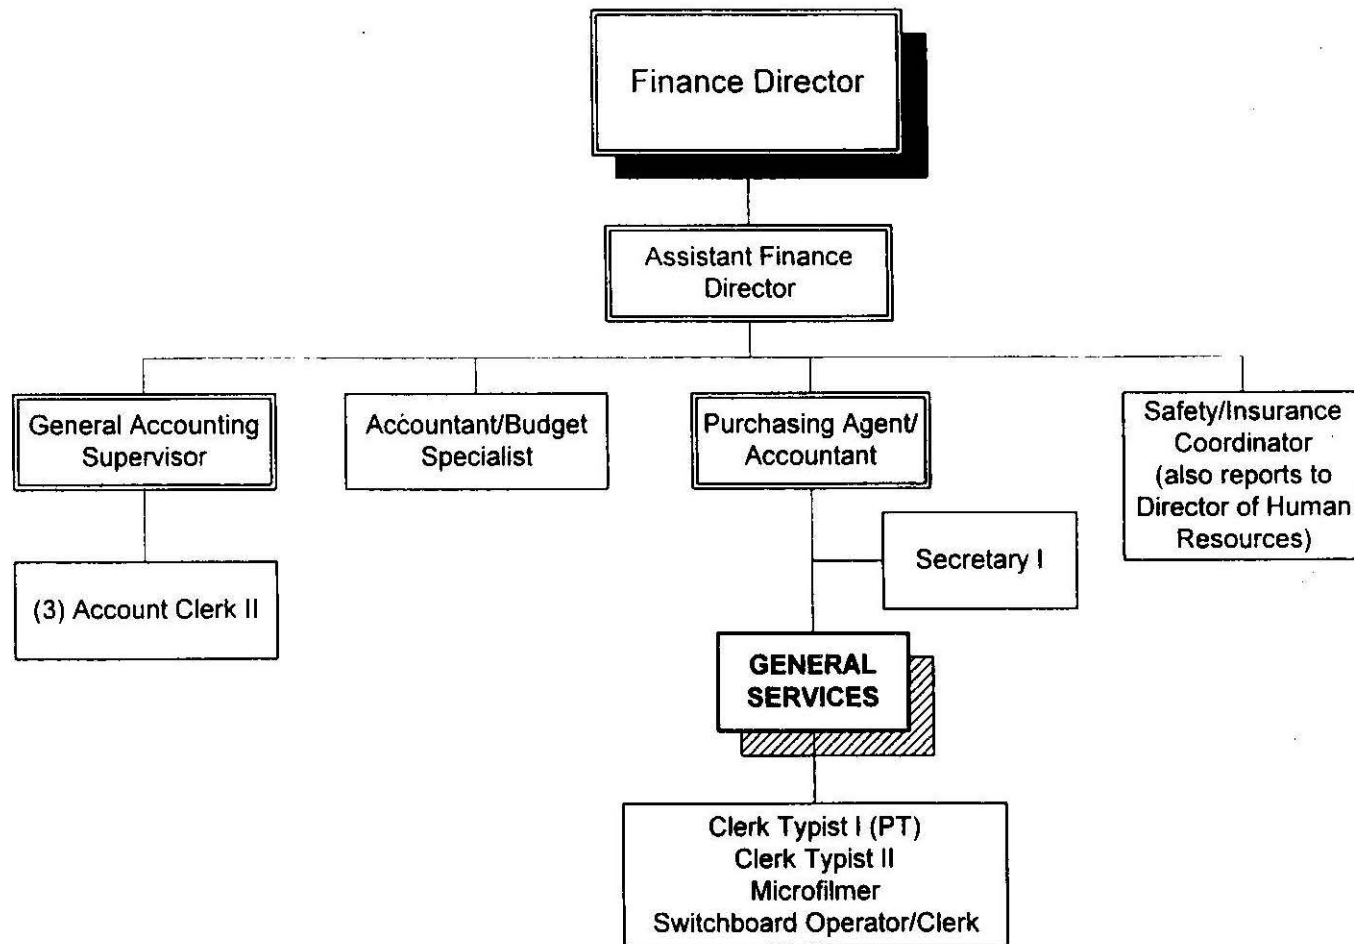 Finance Director
Assistant Finance
Director
General Accounting
Supervisor
Accountant/Budget
Specialist
Purchasing Agent/
Accountant
Safety/Insurance
Coordinator
(also reports to
Director of Human
Resources)
(3) Account Clerk II
Secretary I
GENERAL
SERVICES
Clerk Typist I (PT)
Clerk Typist II
Microfilmer
Switchboard Operator/Clerk